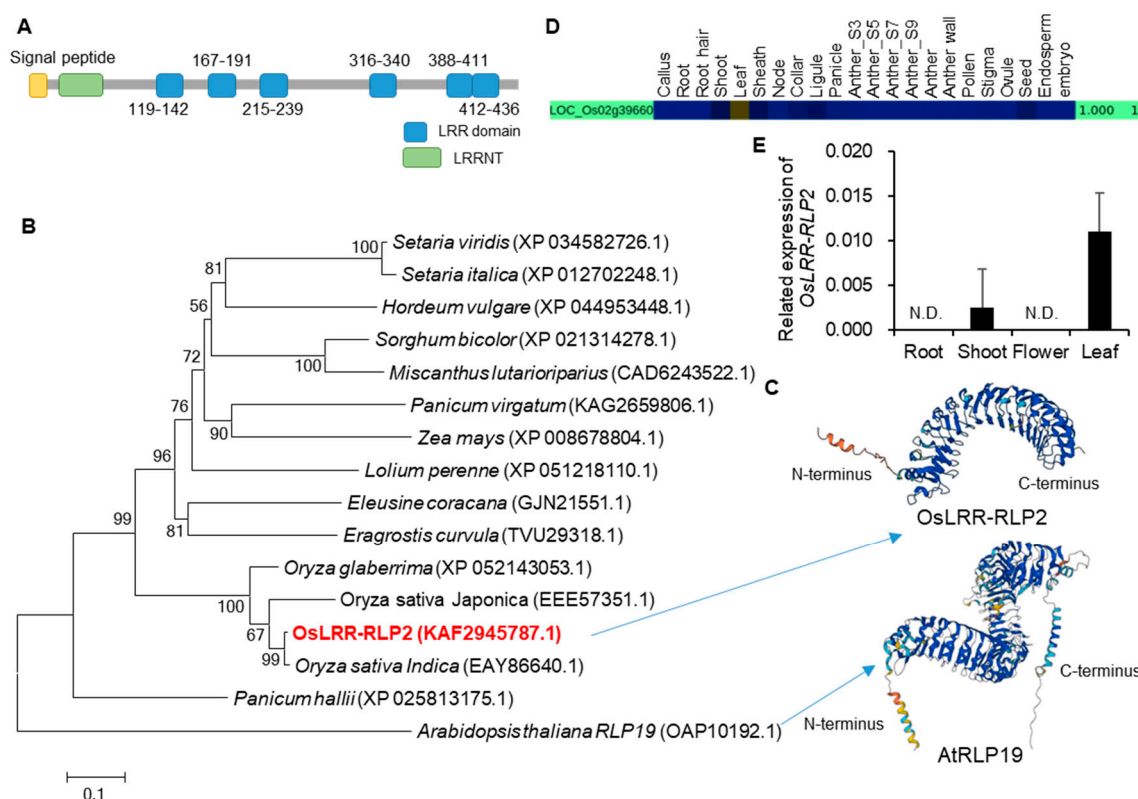 A
Signal peptide
167-191
316-340
388-411
119-142
215-239
412-436
LRR domain
LRRNT
D
Callus
Root
Root hair
Shoot
Leaf
Sheath
Node
Collar
Ligule
Panicle
Anther_S3
Anther_S5
Anther_S7
Anther_S9
Anther
Anther wall
Pollen
Stigma
Ovule
Seed
Endosperm
embryo
LOC_Os02g39660
1.000
1
E
Related expression of
OsLRR-RLP2
0.020
0.015
0.010
0.005
0.000
N.D.
N.D.
Root Shoot Flower Leaf
B
Setaria viridis (XP 034582726.1)
Setaria italica (XP 012702248.1)
Hordeum vulgare (XP 044953448.1)
Sorghum bicolor (XP 021314278.1)
Miscanthus lutarioriparius (CAD6243522.1)
Panicum virgatum (KAG2659806.1)
Zea mays (XP 008678804.1)
Lolium perenne (XP 051218110.1)
Eleusine coracana (GJN21551.1)
Eragrostis curvula (TVU29318.1)
Oryza glaberrima (XP 052143053.1)
Oryza sativa Japonica (EEE57351.1)
OsLRR-RLP2 (KAF2945787.1)
Oryza sativa Indica (EAY86640.1)
Panicum hallii (XP 025813175.1)
Arabidopsis thaliana RLP19 (OAP10192.1)
100
81
56
100
72
90
76
96
81
99
100
67
99
0.1
C
N-terminus
C-terminus
OsLRR-RLP2
N-terminus
C-terminus
AtRLP19